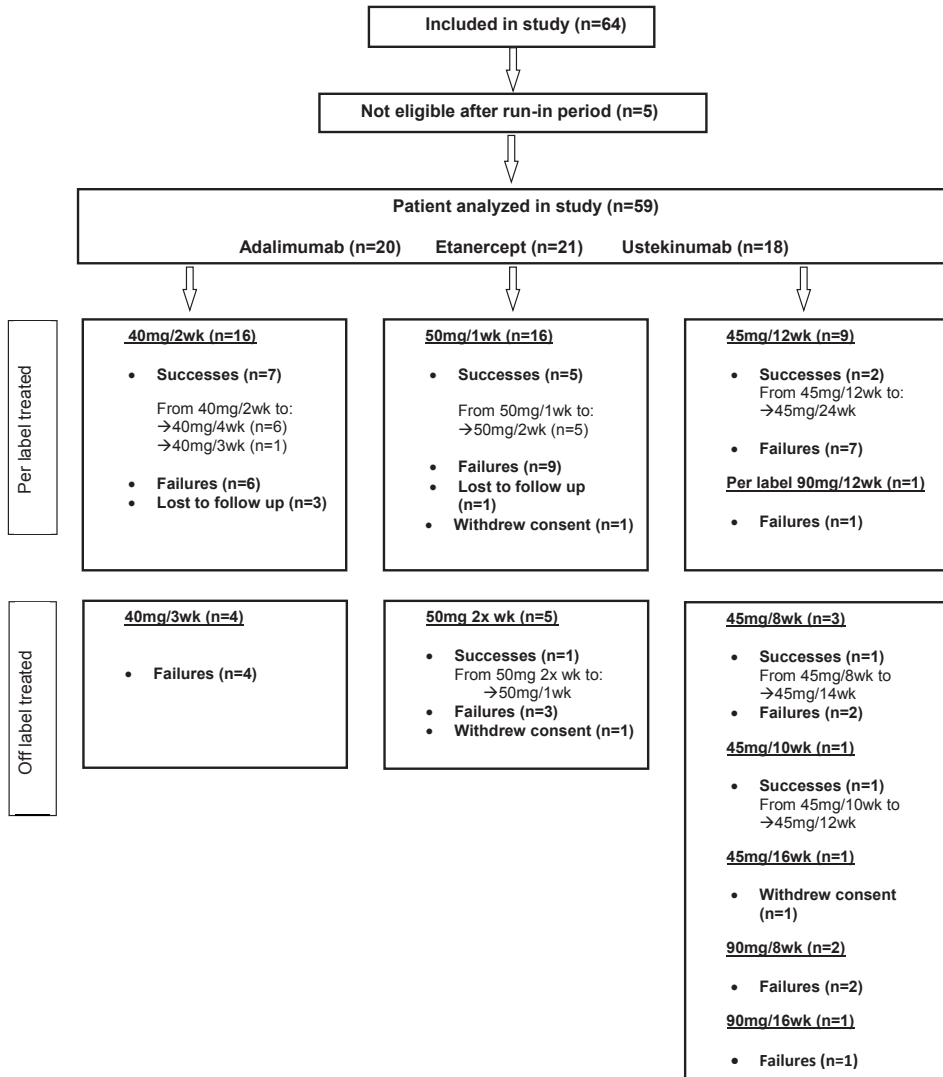 Included in study (n=64)
Not eligible after run-in period (n=5)
Patient analyzed in study (n=59)
Adalimumab (n=20) Etanercept (n=21) Ustekinumab (n=18)
Per label treated
40mg/2wk (n=16)
• Successes (n=7)
From 40mg/2wk to:
→40mg/4wk (n=6)
→40mg/3wk (n=1)
• Failures (n=6)
• Lost to follow up (n=3)
50mg/1wk (n=16)
• Successes (n=5)
From 50mg/1wk to:
→50mg/2wk (n=5)
• Failures (n=9)
• Lost to follow up
(n=1)
• Withdrew consent (n=1)
45mg/12wk (n=9)
• Successes (n=2)
From 45mg/12wk to:
→45mg/24wk
• Failures (n=7)
Per label 90mg/12wk (n=1)
• Failures (n=1)
Off label treated
40mg/3wk (n=4)
• Failures (n=4)
50mg 2x wk (n=5)
• Successes (n=1)
From 50mg 2x wk to:
→50mg/1wk
• Failures (n=3)
• Withdrew consent (n=1)
45mg/8wk (n=3)
• Successes (n=1)
From 45mg/8wk to
→45mg/14wk
• Failures (n=2)
45mg/10wk (n=1)
• Successes (n=1)
From 45mg/10wk to
→45mg/12wk
45mg/16wk (n=1)
• Withdrew consent
(n=1)
90mg/8wk (n=2)
• Failures (n=2)
90mg/16wk (n=1)
• Failures (n=1)